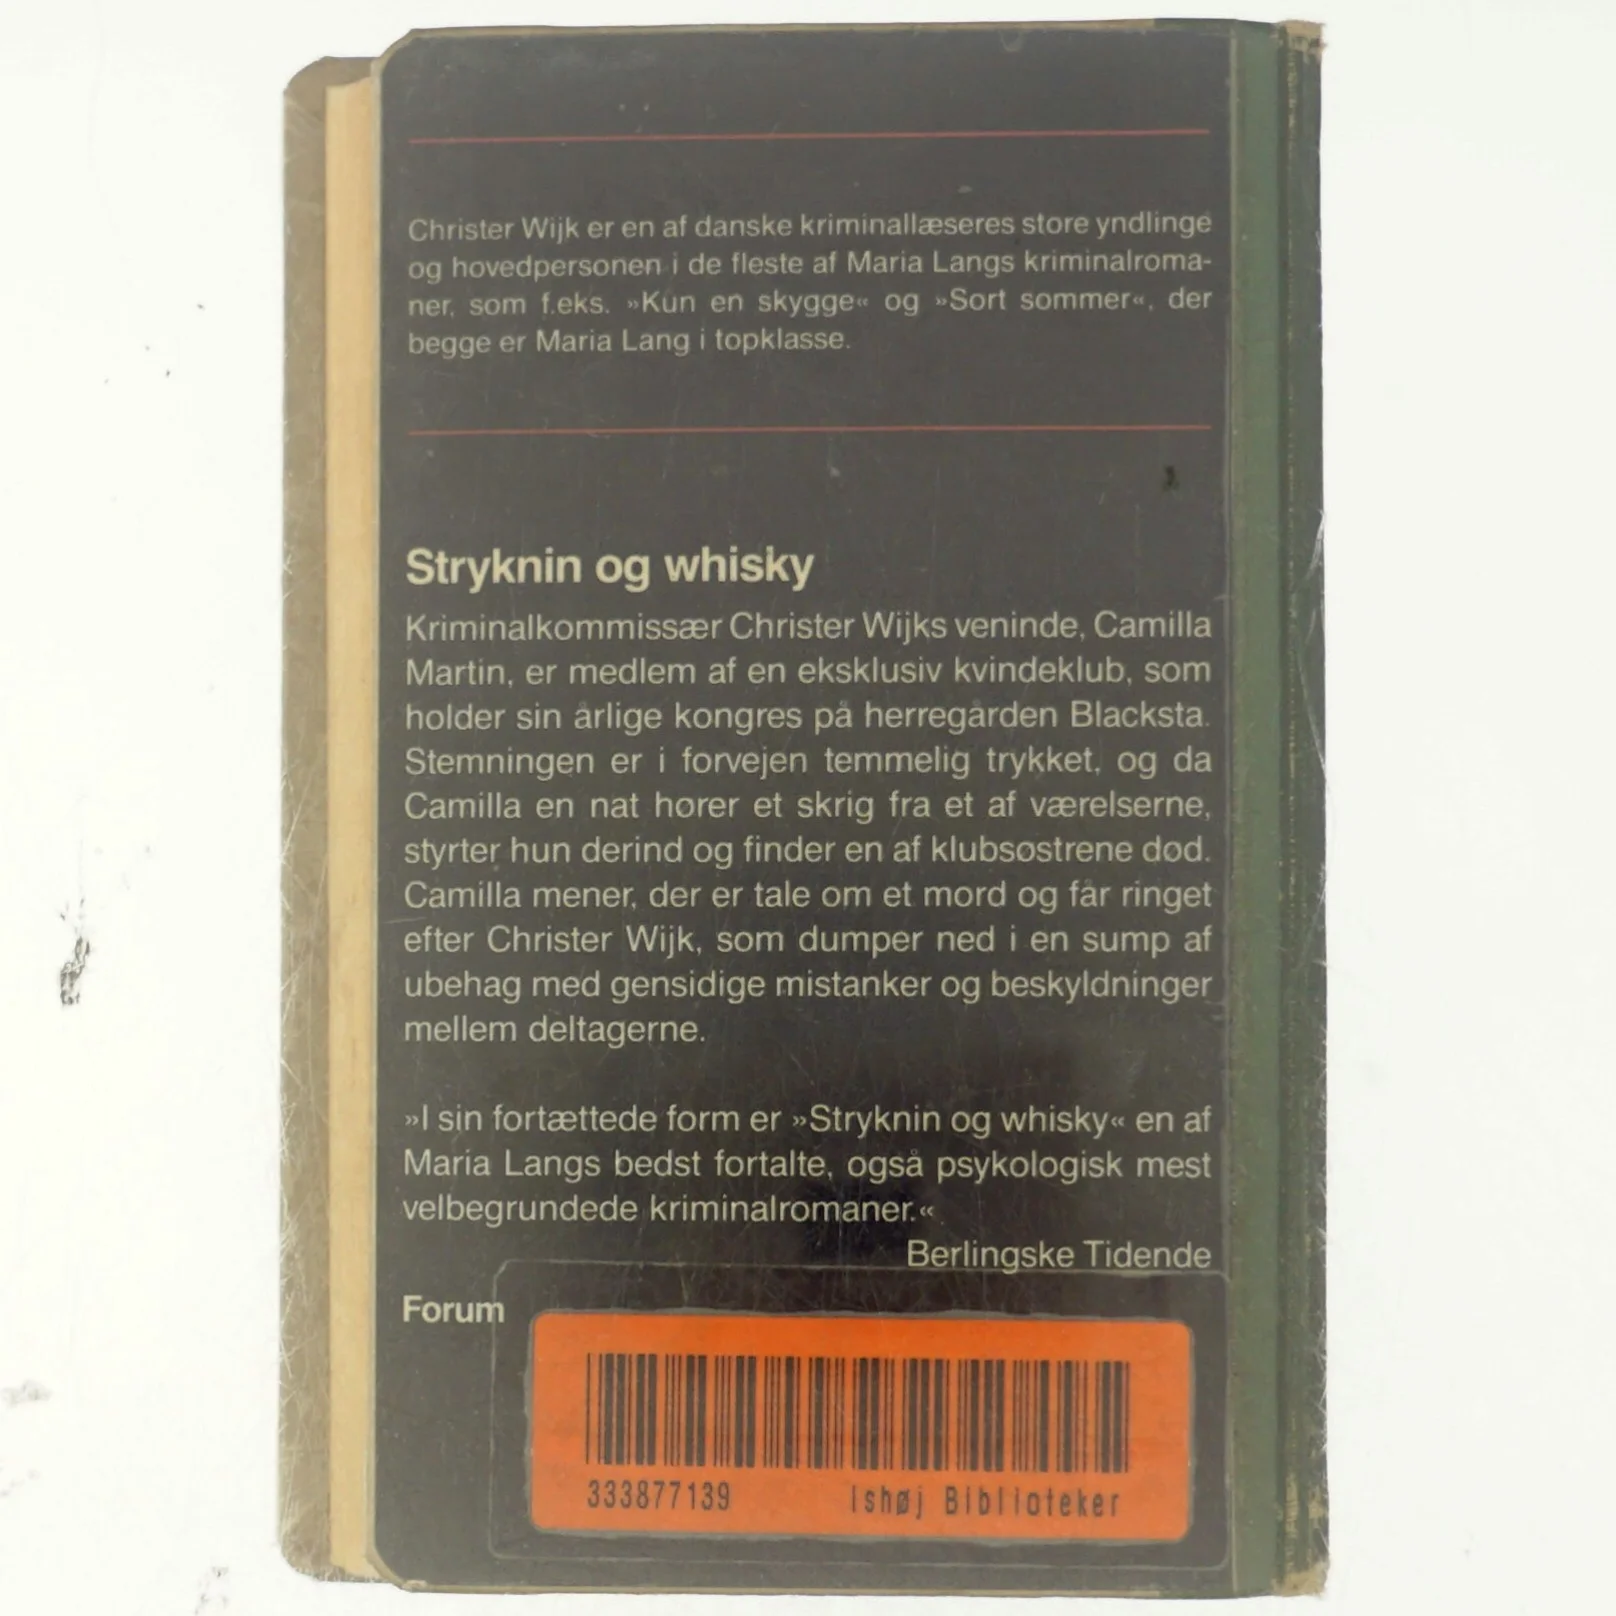 Christer Wijk er en af danske kriminallæseres store yndlinge
og hovedpersonen i de fleste af Maria Langs kriminalroma-
ner, som f.eks. »Kun en skygge« og »Sort sommer«, der
begge er Maria Lang i topklasse.
Stryknin og whisky
Kriminalkommissær Christer Wijks veninde, Camilla
Martin, er medlem af en eksklusiv kvindeklub, som
holder sin årlige kongres på herregården Blacksta.
Stemningen er i forvejen temmelig trykket, og da
Camilla en nat hører et skrig fra et af værelserne,
styrter hun derind og finder en af klubsøstrene død.
Camilla mener, der er tale om et mord og får ringet
efter Christer Wijk, som dumper ned i en sump af
ubehag med gensidige mistanker og beskyldninger
mellem deltagerne.
»I sin fortættede form er »Stryknin og whisky« en af
Maria Langs bedst fortalte, også psykologisk mest
velbegrundede kriminalromaner.«
Berlingske Tidende
Forum
333877139 Ishøj Biblioteker